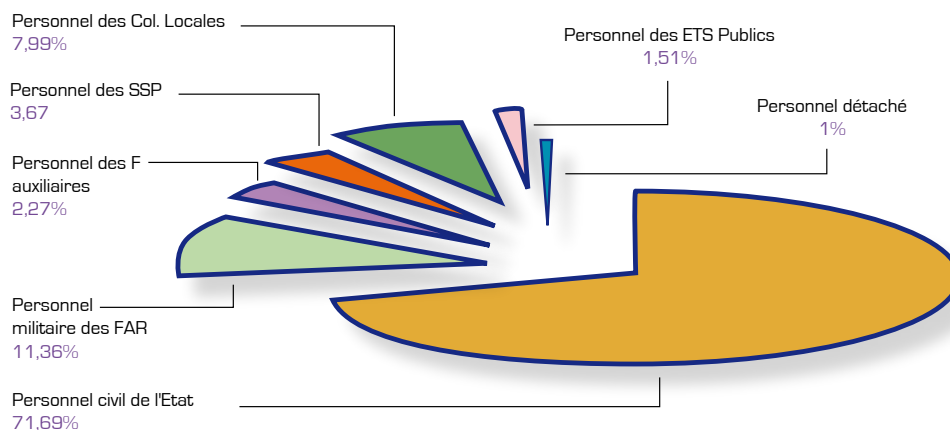 Personnel des Col. Locales
7,99%
Personnel des ETS Publics
1,51%
Personnel des SSP
3,67
Personnel détaché
1%
Personnel des F
auxiliaires
2,27%
Personnel
militaire des FAR
11,36%
Personnel civil de l'Etat
71,69%